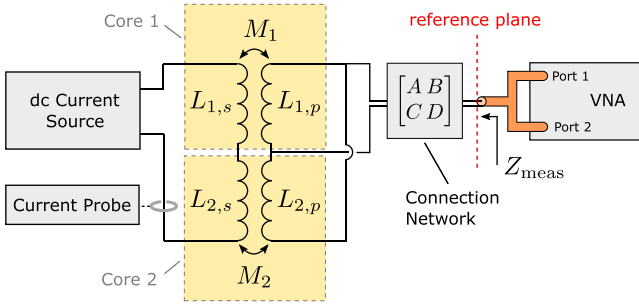 Core 1
M1
reference plane
dc Current
Source
L1,s
L1,p
[A B
C D]
Port 1
VNA
Port 2
Zmeas
Current Probe
L2,s
L2,p
Connection
Network
Core 2
M2